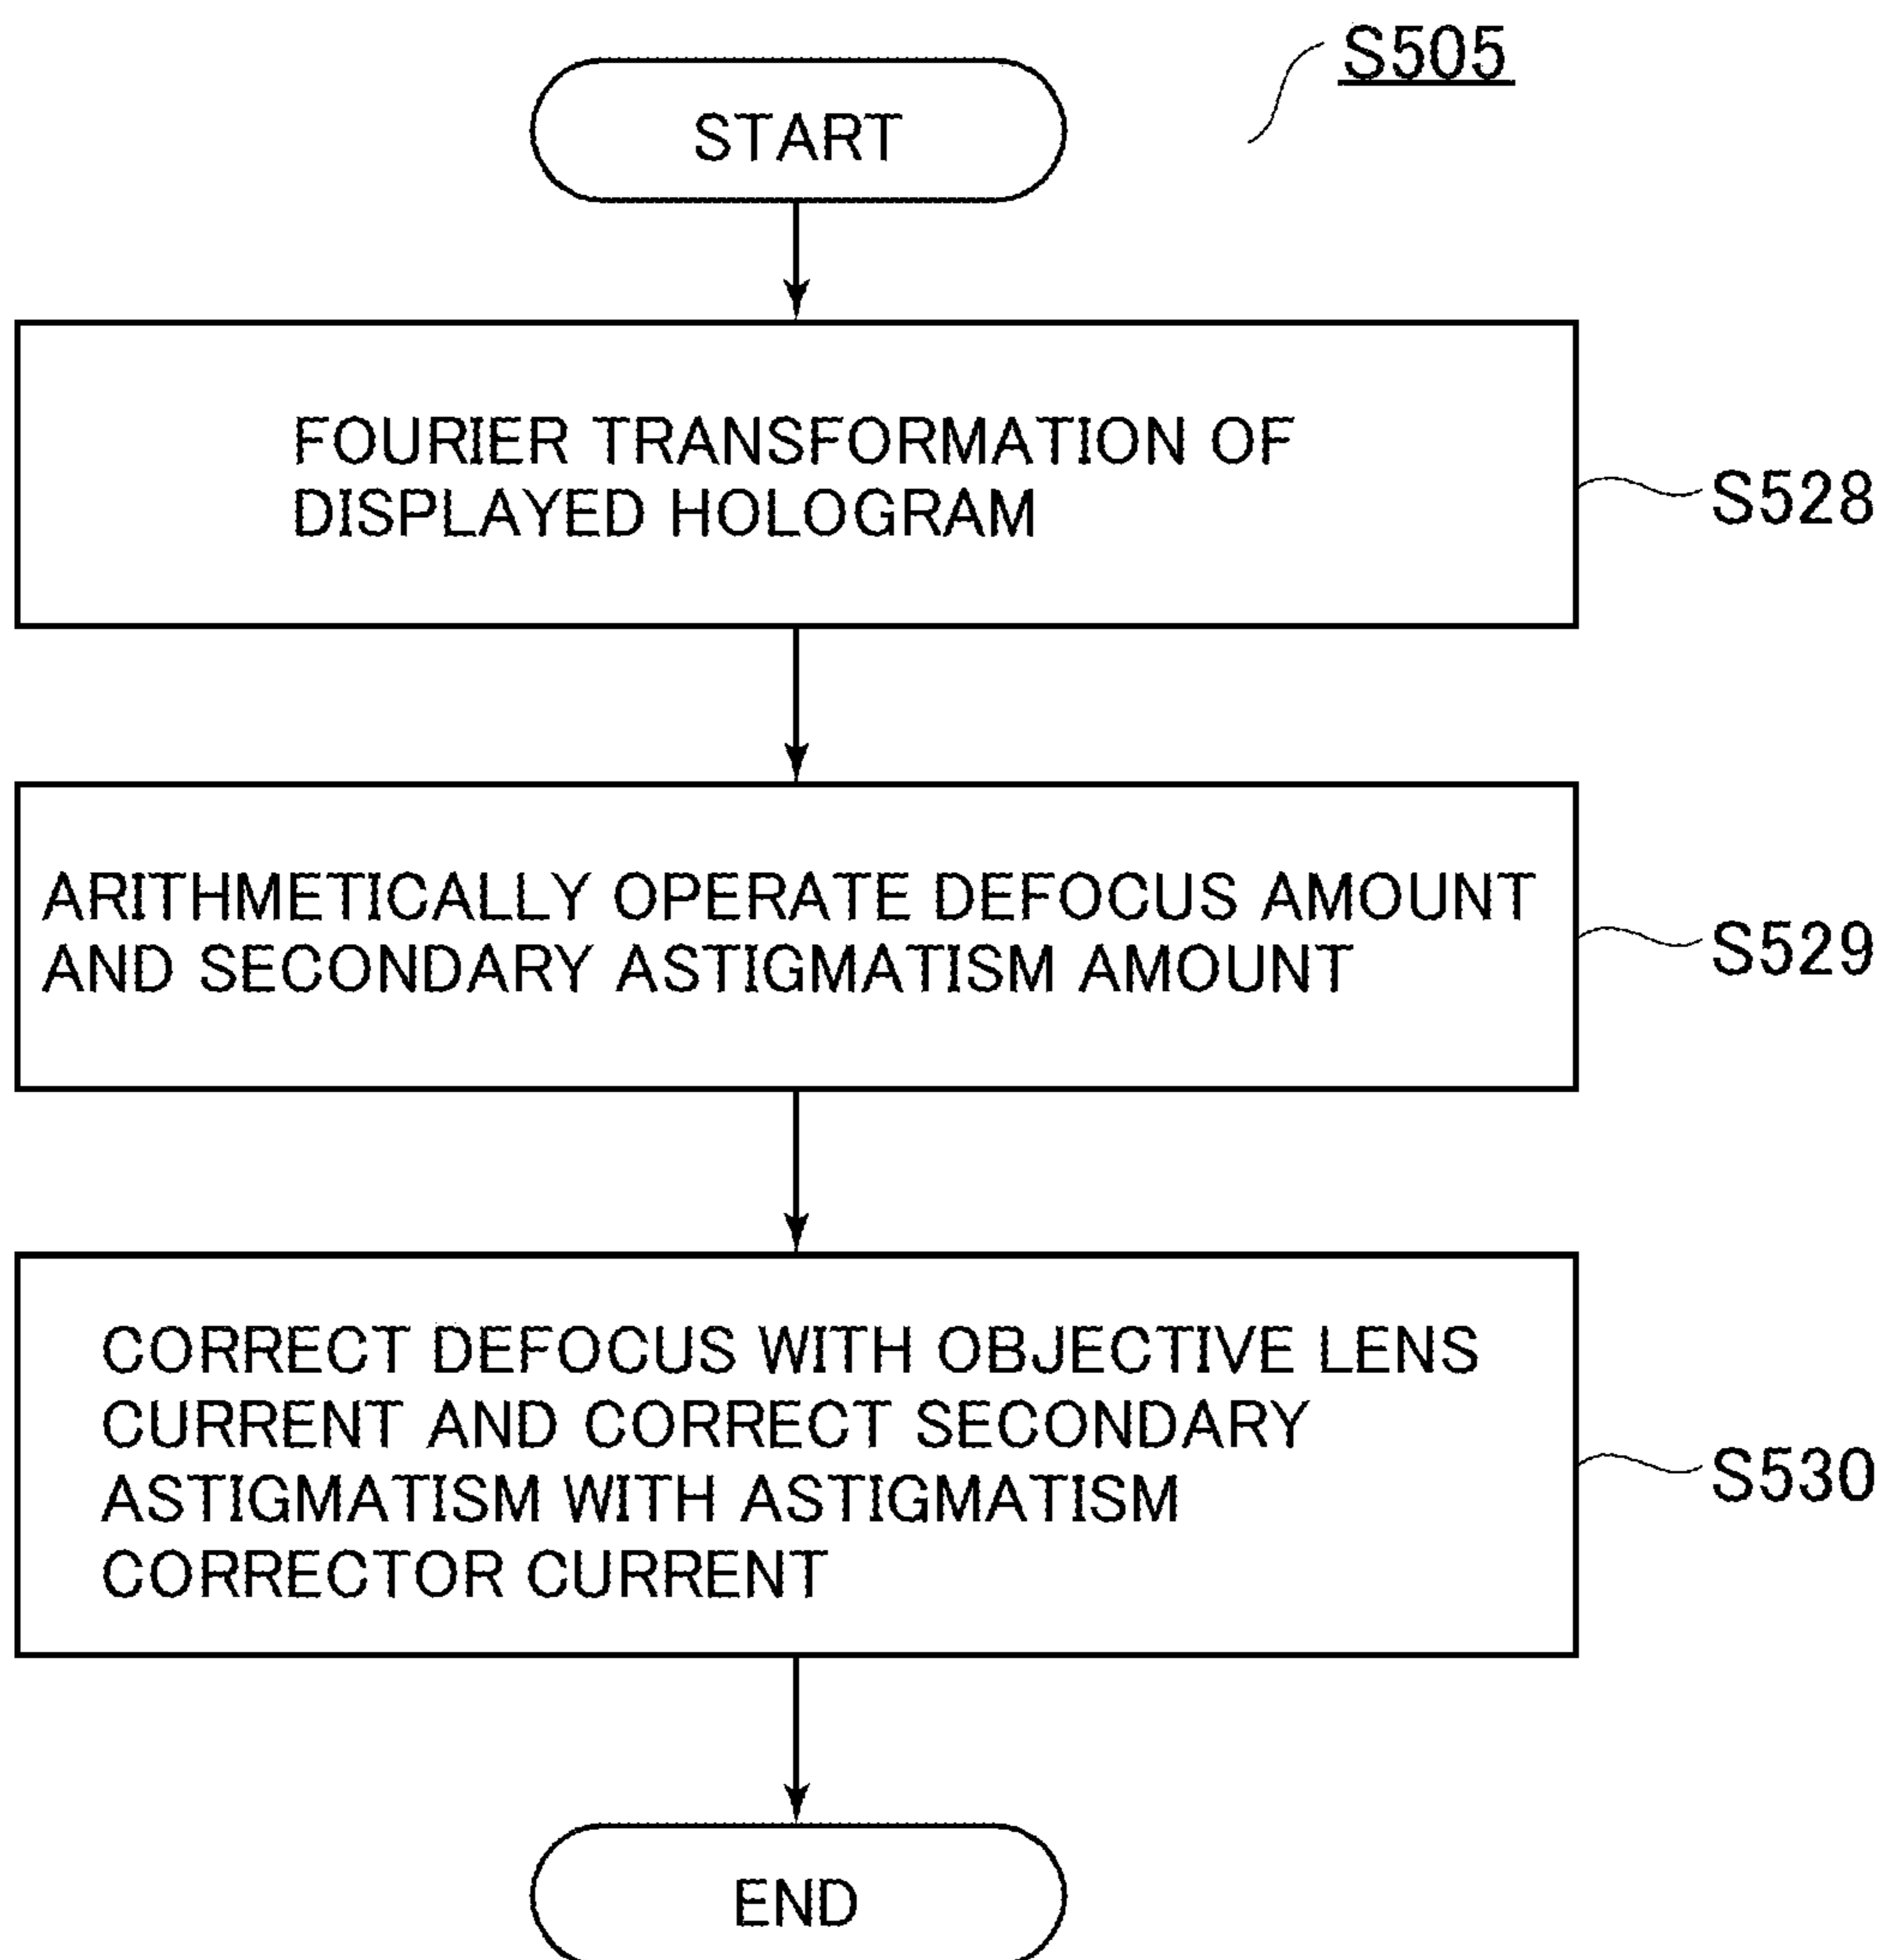 S505
START
FOURIER TRANSFORMATION OF
DISPLAYED HOLOGRAM
S528
ARITHMETICALLY OPERATE DEFOCUS AMOUNT
AND SECONDARY ASTIGMATISM AMOUNT
S529
CORRECT DEFOCUS WITH OBJECTIVE LENS
CURRENT AND CORRECT SECONDARY
ASTIGMATISM WITH ASTIGMATISM
CORRECTOR CURRENT
S530
END